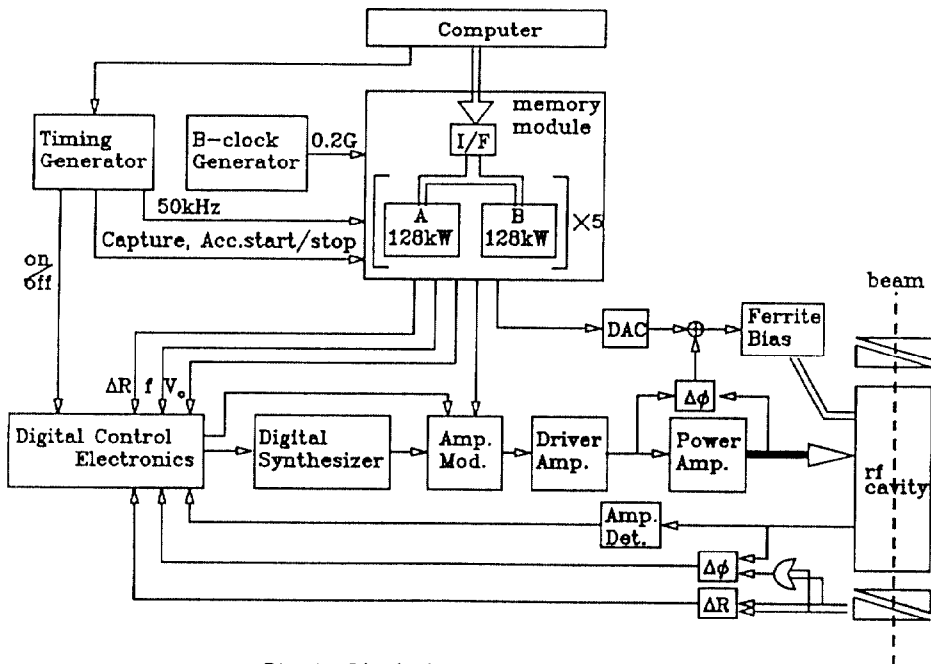 Computer
memory
module
I/F
Timing
Generator
B-clock
Generator
0.2G
A
128kW
B
128kW
×5
50kHz
Capture, Acc.start/stop
on/off
beam
DAC
Ferrite
Bias
ΔR f V₀
Δϕ
Digital Control
Electronics
Digital
Synthesizer
Amp.
Mod.
Driver
Amp.
Power
Amp.
rf
cavity
Amp.
Det.
Δϕ
ΔR